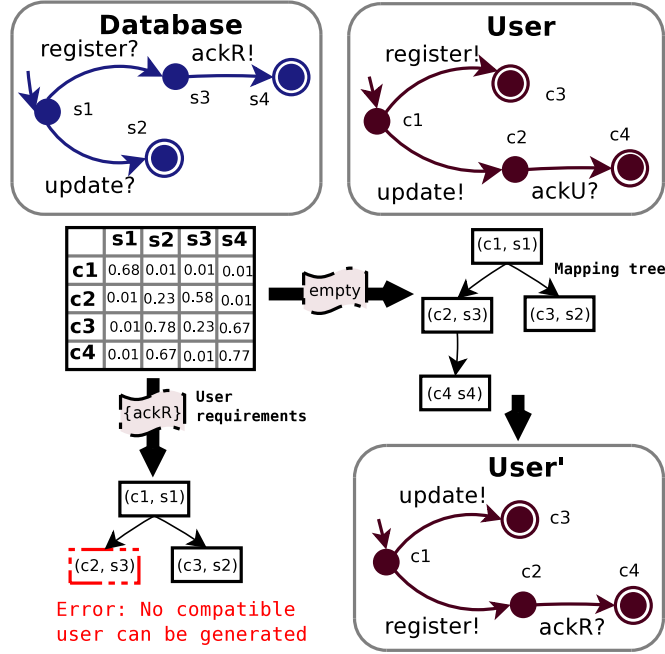 Database
register?
ackR!
s1
s3
s4
s2
update?
User
register!
c3
c1
c2
c4
update!
ackU?
s1 s2 s3 s4
c1 0.68 0.01 0.01 0.01
c2 0.01 0.23 0.58 0.01
c3 0.01 0.78 0.23 0.67
c4 0.01 0.67 0.01 0.77
empty
(c1, s1)
Mapping tree
(c2, s3)
(c3, s2)
(c4 s4)
{ackR}
User
requirements
(c1, s1)
(c2, s3)
(c3, s2)
Error: No compatible
user can be generated
User'
update!
c3
c1
c2
c4
register!
ackR?